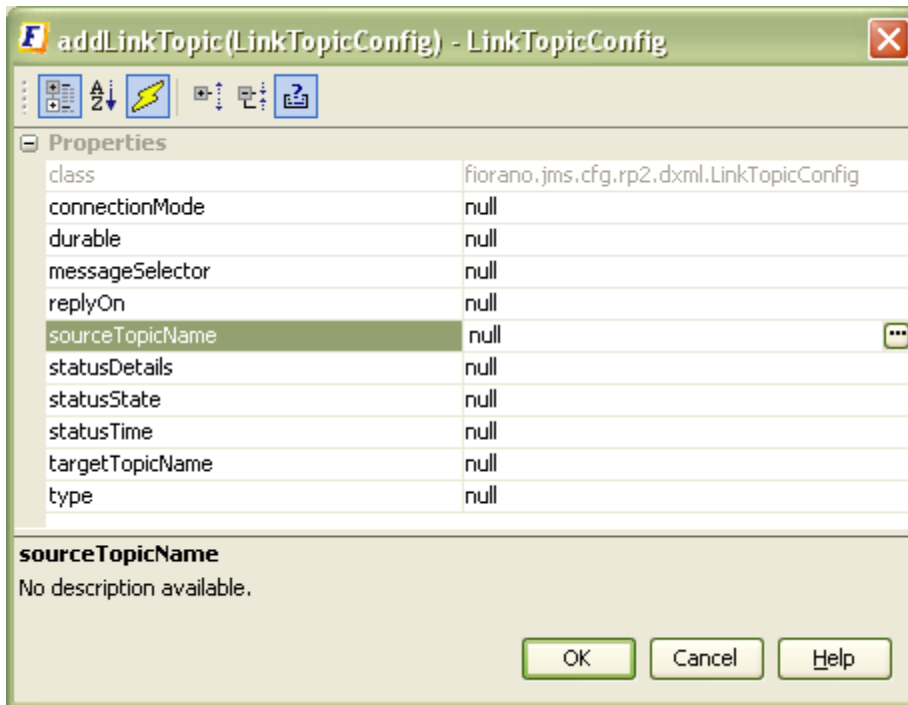 addLinkTopic(LinkTopicConfig) - LinkTopicConfig
Properties
class fiorano.jms.cfg.rp2.dxml.LinkTopicConfig
connectionMode null
durable null
messageSelector null
replyOn null
sourceTopicName null
statusDetails null
statusState null
statusTime null
targetTopicName null
type null
sourceTopicName
No description available.
OK Cancel Help